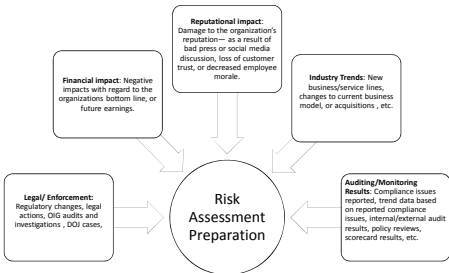 Reputational impact:
Damage to the organization's
reputation— as a result of
bad press or social media
discussion, loss of customer
trust, or decreased employee
morale.
Financial impact: Negative
impacts with regard to the
organizations bottom line, or
future earnings.
Industry Trends: New
business/service lines,
changes to current business
model, or acquisitions , etc.
Legal/ Enforcement:
Regulatory changes, legal
actions, OIG audits and
investigations , DOJ cases,
Risk
Assessment
Preparation
Auditing/Monitoring
Results: Compliance issues
reported, trend data based
on reported compliance
issues, internal/external audit
results, policy reviews,
scorecard results, etc.